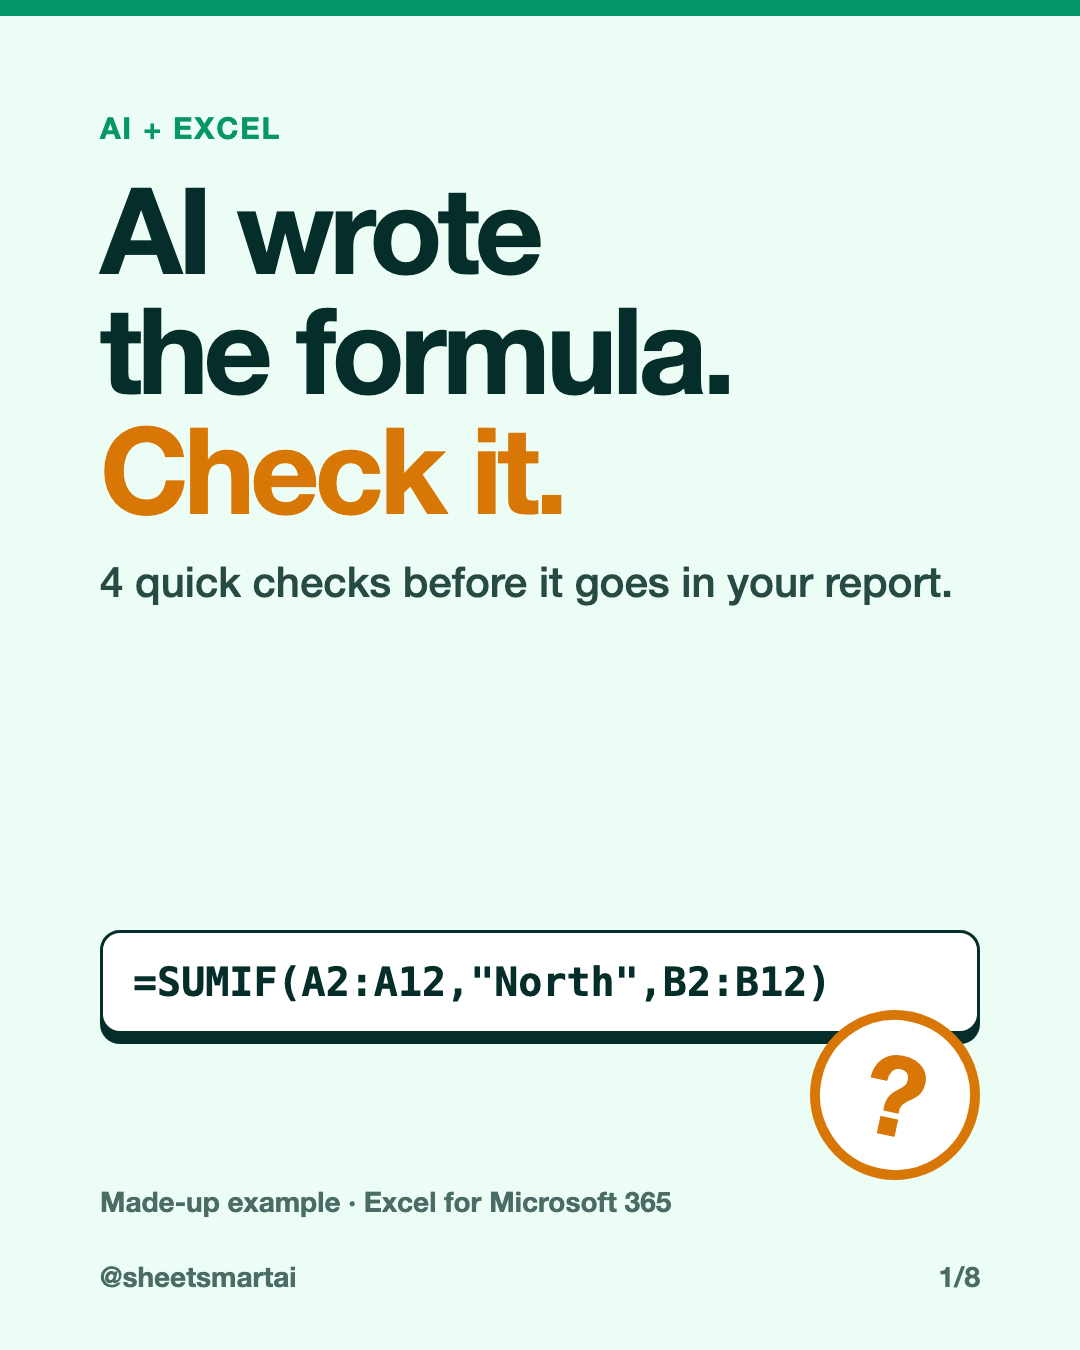 AI + EXCEL
AI wrote
the formula.
Check it.
4 quick checks before it goes in your report.
=SUMIF(A2:A12,"North",B2:B12)
?
Made-up example · Excel for Microsoft 365
@sheetsmartai
1/8